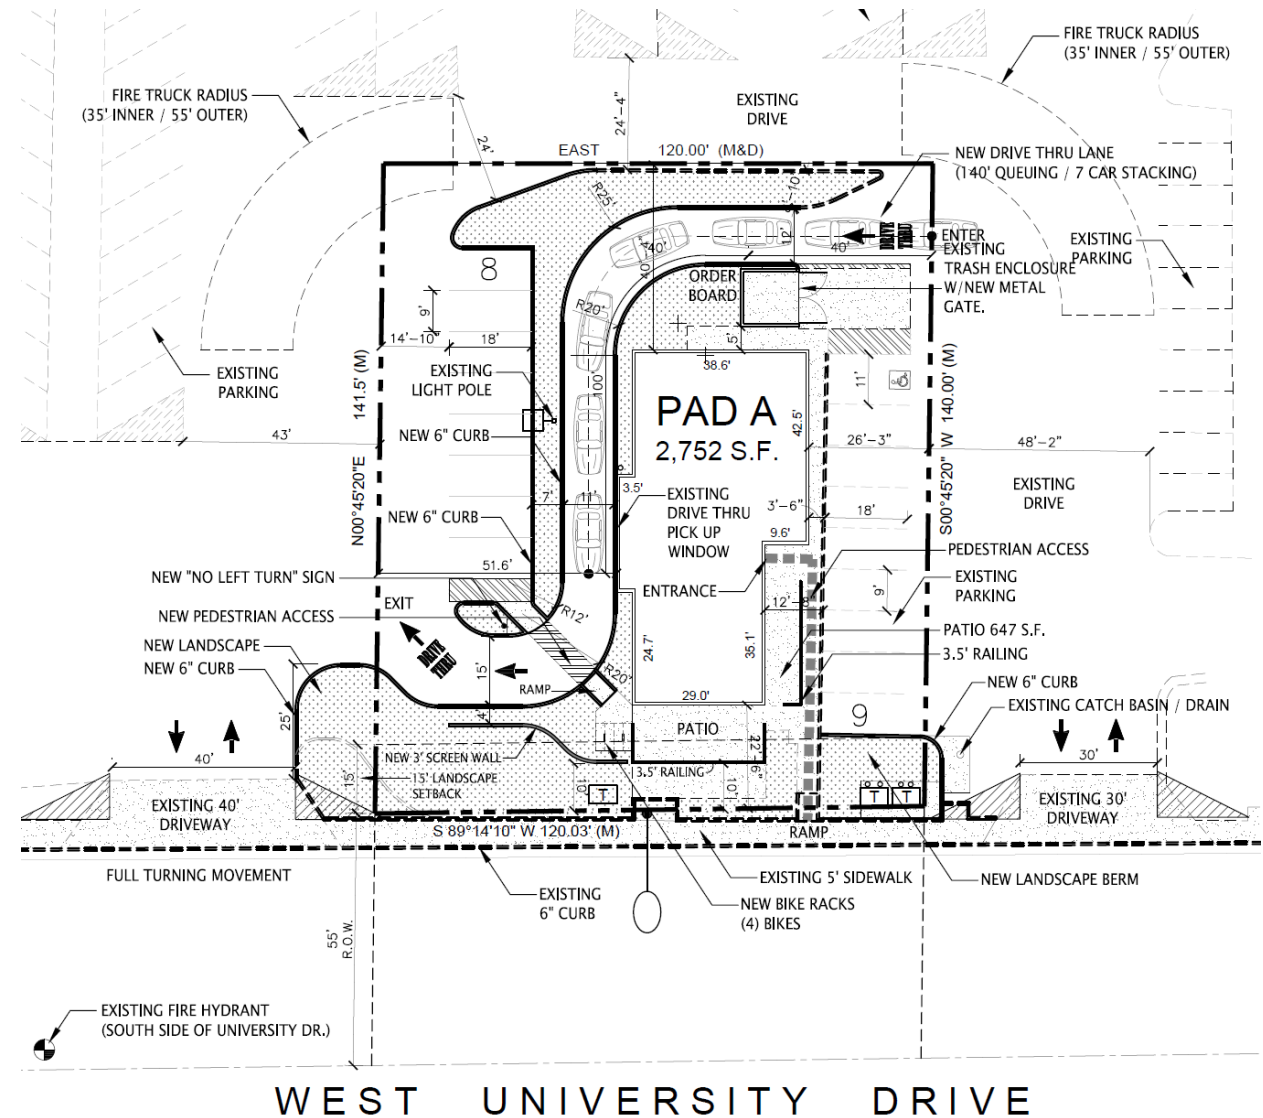 FIRE TRUCK RADIUS
(35' INNER / 55' OUTER)
FIRE TRUCK RADIUS
(35' INNER / 55' OUTER)
24'
24'-4"
EXISTING
DRIVE
EAST 120.00' (M&D)
NEW DRIVE THRU LANE
(140' QUEUING / 7 CAR STACKING)
R25'
12'
40'
40'
40'
DRIVE
THRU
ENTER
EXISTING
TRASH ENCLOSURE
W/NEW METAL
GATE.
EXISTING
PARKING
ORDER
BOARD
8
9'
14'-10"
18'
R20'
5'
38.6'
EXISTING
PARKING
EXISTING
LIGHT POLE
141.5' (M)
N00°45'20"E
100'
PAD A
2,752 S.F.
42.5'
11'
S00°45'20" W 140.00' (M)
43'
NEW 6" CURB
26'-3"
48'-2"
7'
11'
3.5'
EXISTING
DRIVE THRU
PICK UP
WINDOW
3'-6"
9.6'
18'
EXISTING
DRIVE
NEW 6" CURB
51.6'
PEDESTRIAN ACCESS
NEW "NO LEFT TURN" SIGN
EXIT
ENTRANCE
12'-8"
9'
EXISTING
PARKING
NEW PEDESTRIAN ACCESS
R12'
NEW LANDSCAPE
NEW 6" CURB
DRIVE
THRU
15'
RAMP
R20'
24.7'
35.1'
PATIO 647 S.F.
3.5' RAILING
29.0'
NEW 6" CURB
EXISTING CATCH BASIN / DRAIN
25'
4'
PATIO
9
22'-6"
40'
NEW 3' SCREEN WALL
15'
15' LANDSCAPE
SETBACK
3.5' RAILING
10'
10'
30'
T
T
T
EXISTING 40'
DRIVEWAY
EXISTING 30'
DRIVEWAY
S 89°14'10" W 120.03' (M)
RAMP
FULL TURNING MOVEMENT
EXISTING
6" CURB
EXISTING 5' SIDEWALK
NEW BIKE RACKS
(4) BIKES
NEW LANDSCAPE BERM
55'
R.O.W.
EXISTING FIRE HYDRANT
(SOUTH SIDE OF UNIVERSITY DR.)
WEST UNIVERSITY DRIVE